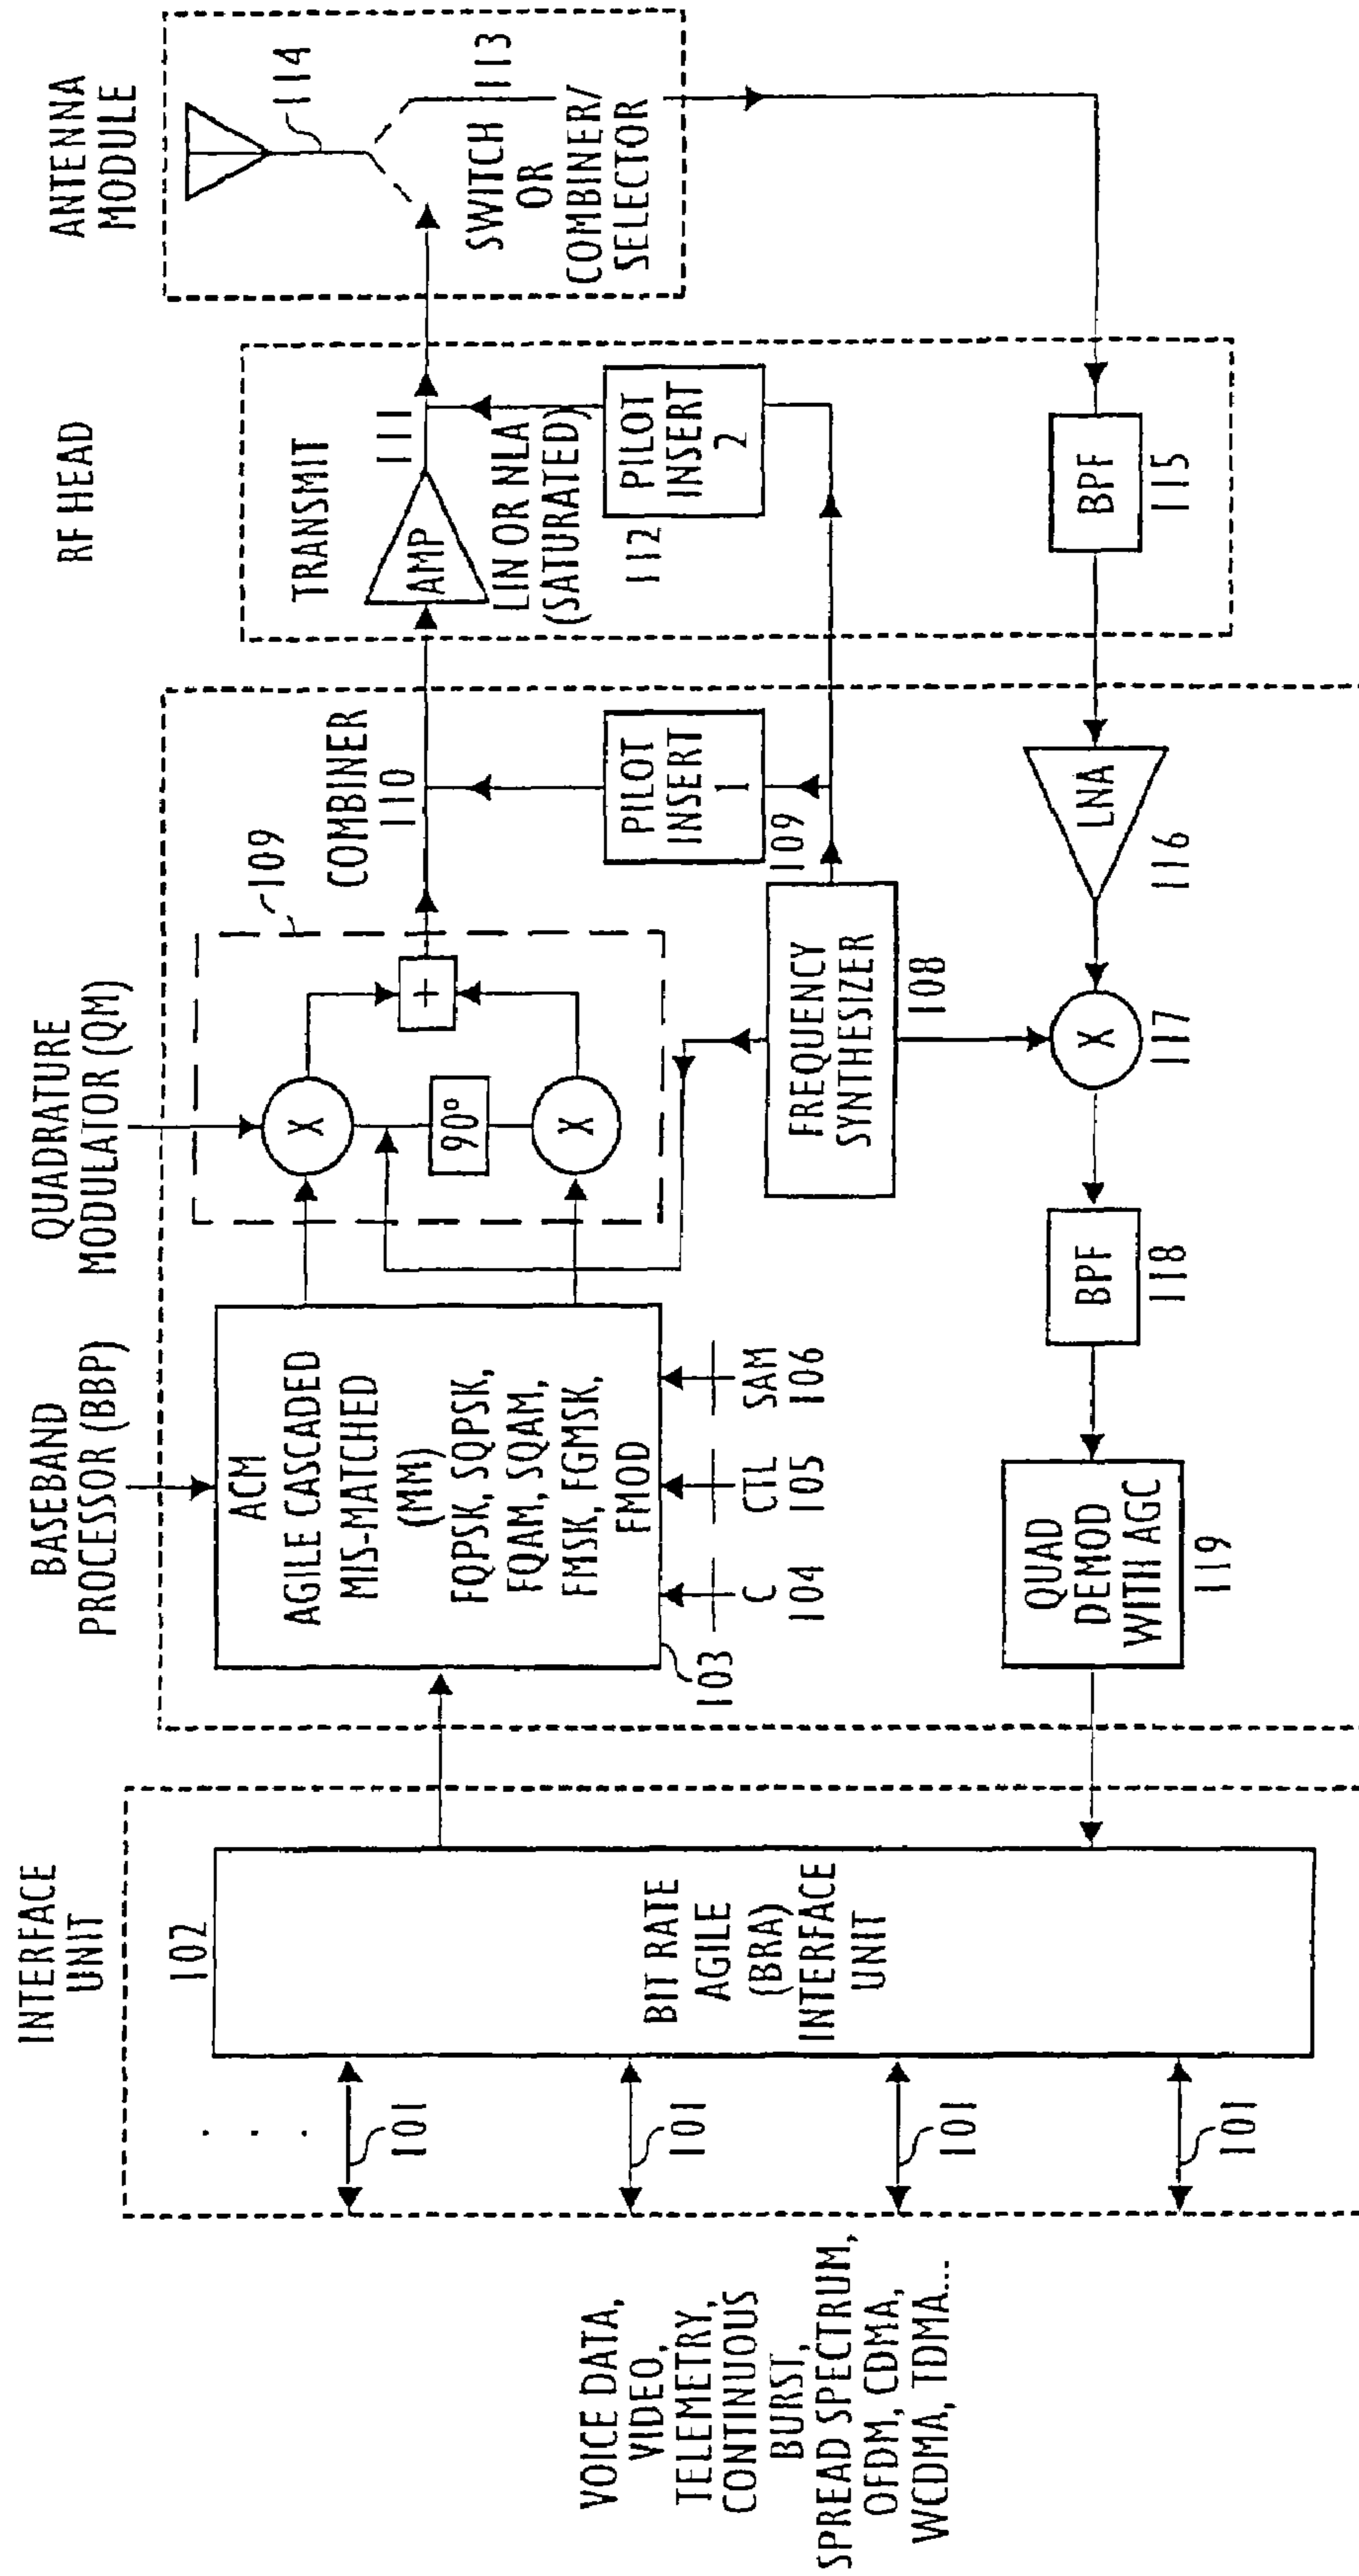 INTERFACE
UNIT
BASEBAND
PROCESSOR (BBP)
QUADRATURE
MODULATOR (QM)
RF HEAD
ANTENNA
MODULE
VOICE DATA,
VIDEO,
TELEMETRY,
CONTINUOUS
BURST,
SPREAD SPECTRUM,
OFDM, CDMA,
WCDMA, TDMA...
. . .
101
101
101
101
102
BIT RATE
AGILE
(BRA)
INTERFACE
UNIT
ACM
AGILE CASCADED
MIS-MATCHED
(MM)
FQPSK, SQPSK,
FQAM, SQAM,
FMSK, FGMSK,
FMOD
103
C
104
CTL
105
SAM
106
X
90°
X
+
109
COMBINER
110
PILOT
INSERT
1
109
FREQUENCY
SYNTHESIZER
108
TRANSMIT
AMP
111
LIN OR NLA
(SATURATED)
112
PILOT
INSERT
2
114
113
SWITCH
OR
COMBINER/
SELECTOR
BPF
115
LNA
116
X
117
BPF
118
QUAD
DEMOD
WITH AGC
119